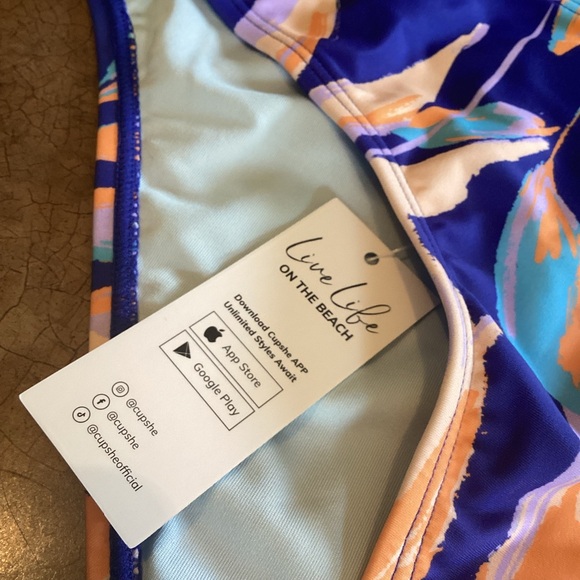 Live Life
ON THE BEACH
Download Cupshe APP
Unlimited Styles Await
App Store
Google Play
@cupshe
@cupshe
@cupsheofficial